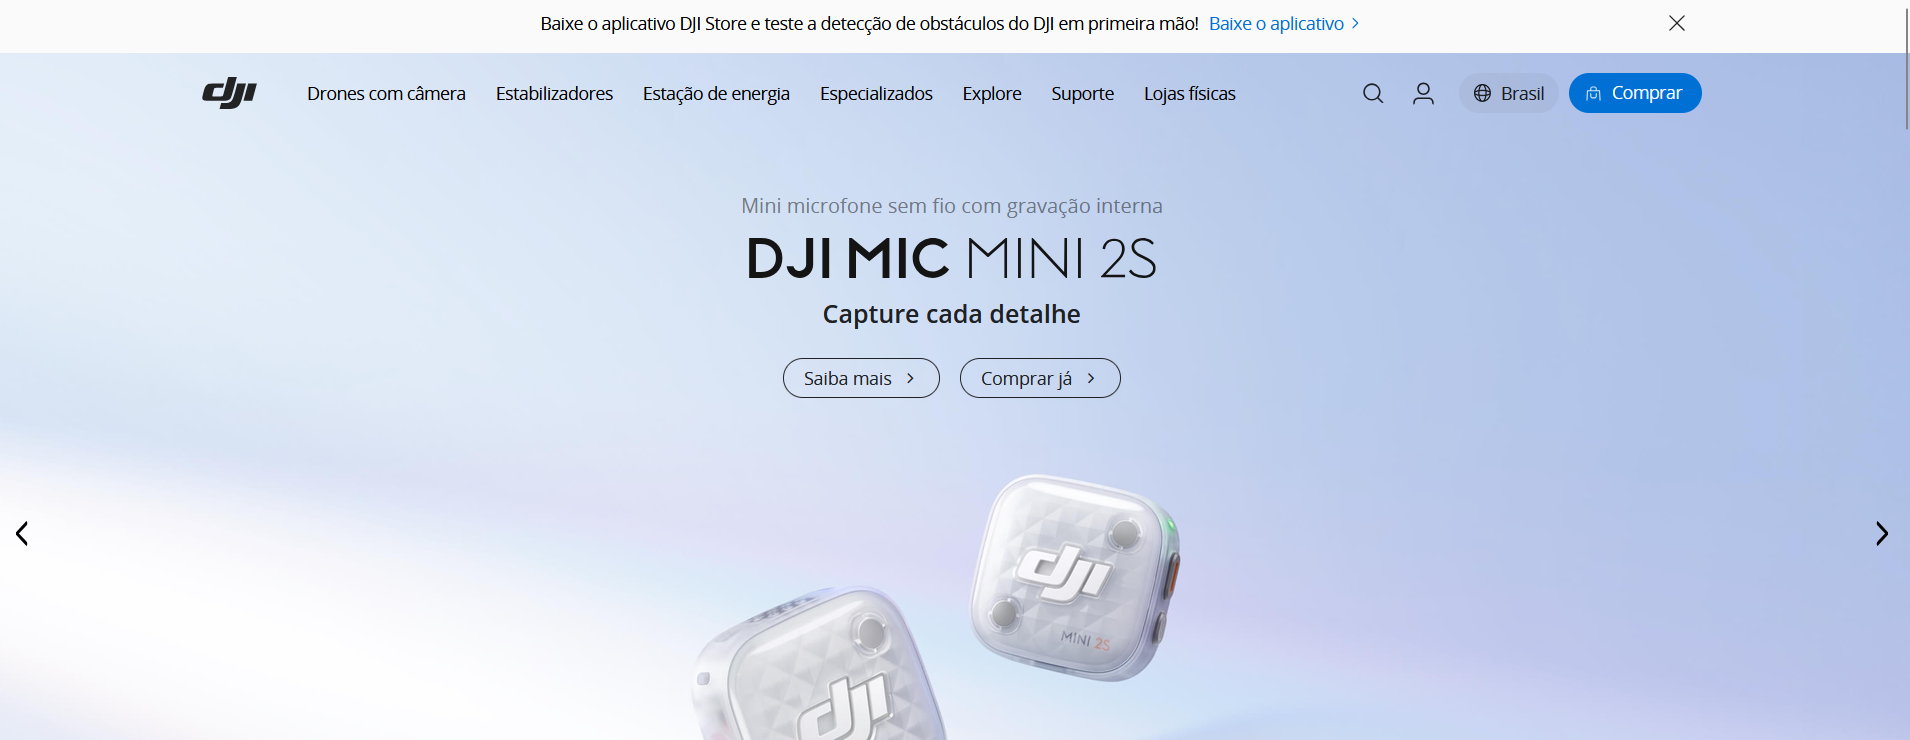 Baixe o aplicativo DJI Store e teste a detecção de obstáculos do DJI em primeira mão! Baixe o aplicativo
dji Drones com câmera Estabilizadores Estação de energia Especializados Explore Suporte Lojas físicas Brasil Comprar
Mini microfone sem fio com gravação interna
DJI MIC MINI 2S
Capture cada detalhe
Saiba mais Comprar já
dji
MINI 2S
dji